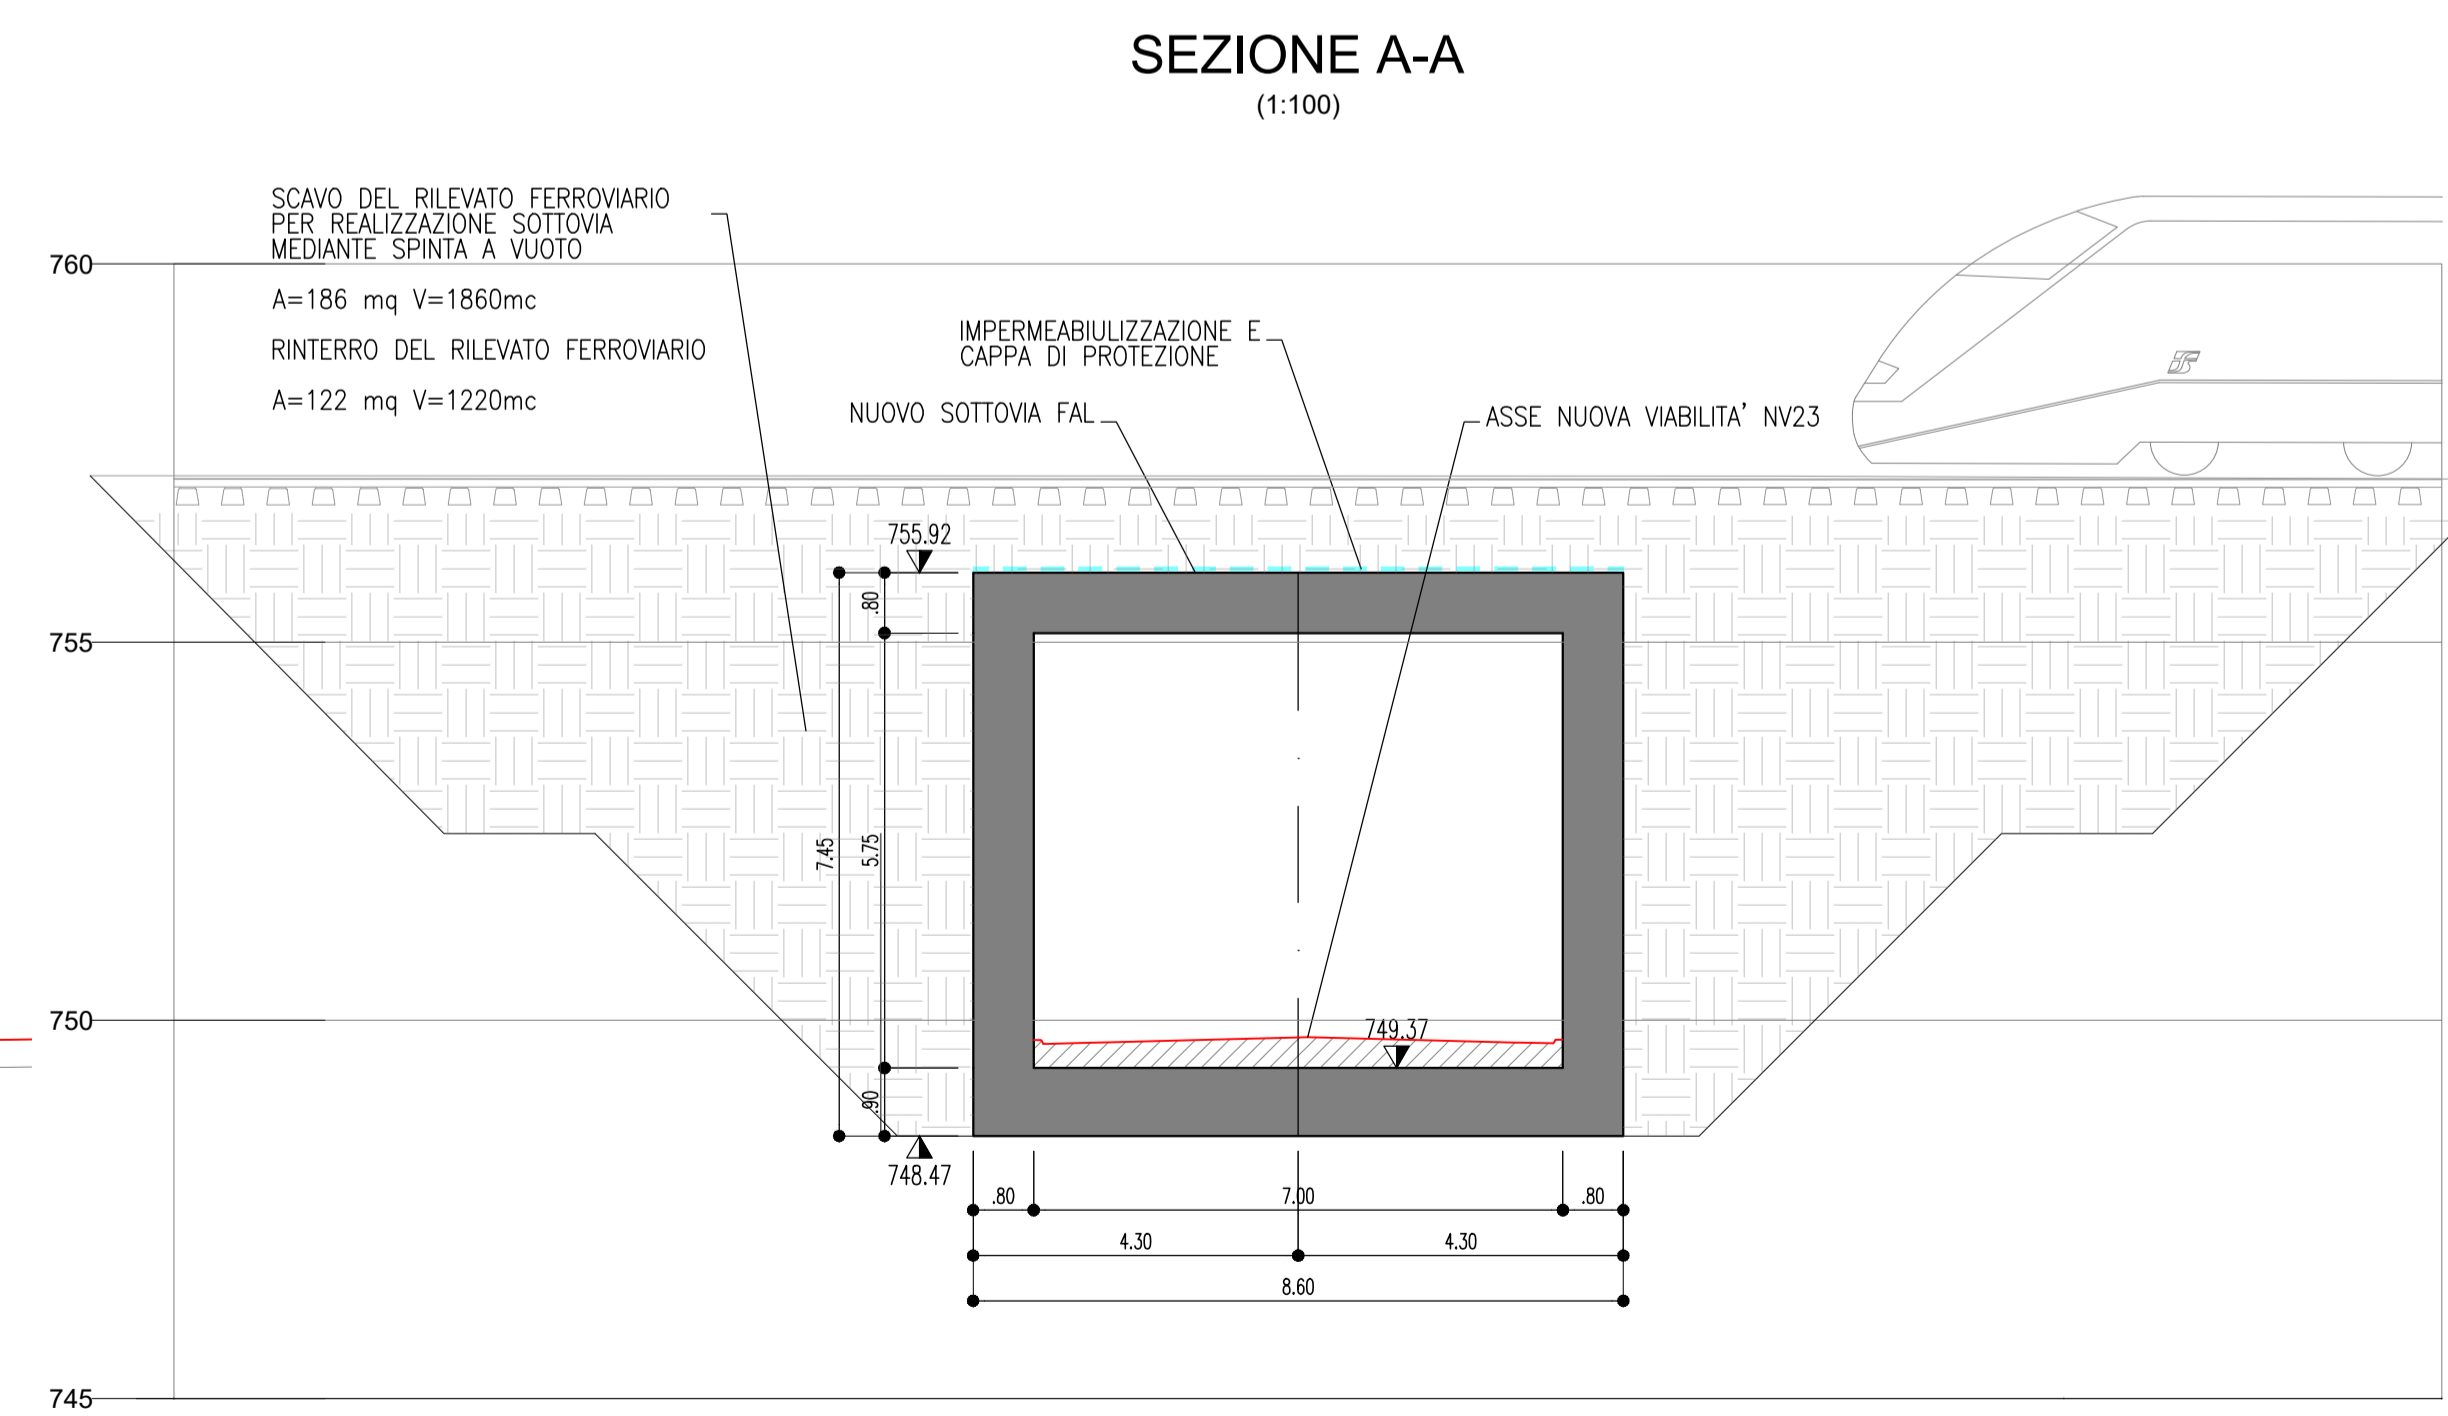 SEZIONE A-A
(1:100)
SCAVO DEL RILEVATO FERROVIARIO
PER REALIZZAZIONE SOTTOVIA
MEDIANTE SPINTA A VUOTO
A=186 mq V=1860mc
RINTERRO DEL RILEVATO FERROVIARIO
A=122 mq V=1220mc
IMPERMEABIULIZZAZIONE E
CAPPA DI PROTEZIONE
NUOVO SOTTOVIA FAL
ASSE NUOVA VIABILITA' NV23
760
755
750
745
755.92
.80
7.45
5.75
.90
749.37
748.47
.80
7.00
.80
4.30
4.30
8.60